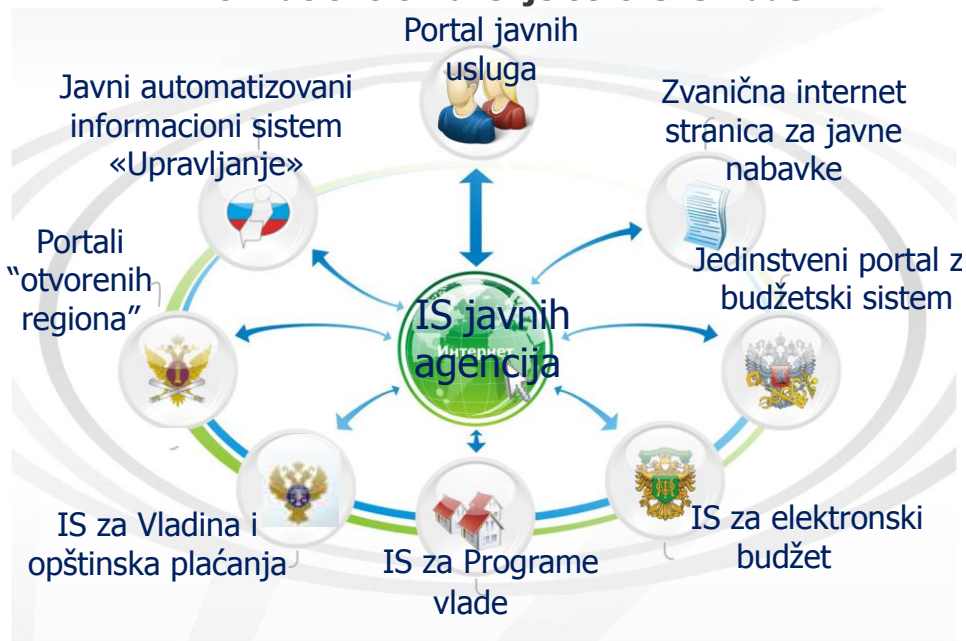 Portal javnih
usluga
Javni automatizovani
informacioni sistem
«Upravljanje»
Zvanična internet
stranica za javne
nabavke
Portali
“otvorenih
regiona”
Jedinstveni portal z
budžetski sistem
IS javnih
agencija
Интернет
IS za Vladina i
opštinska plaćanja
IS za Programe
vlade
IS za elektronski
budžet